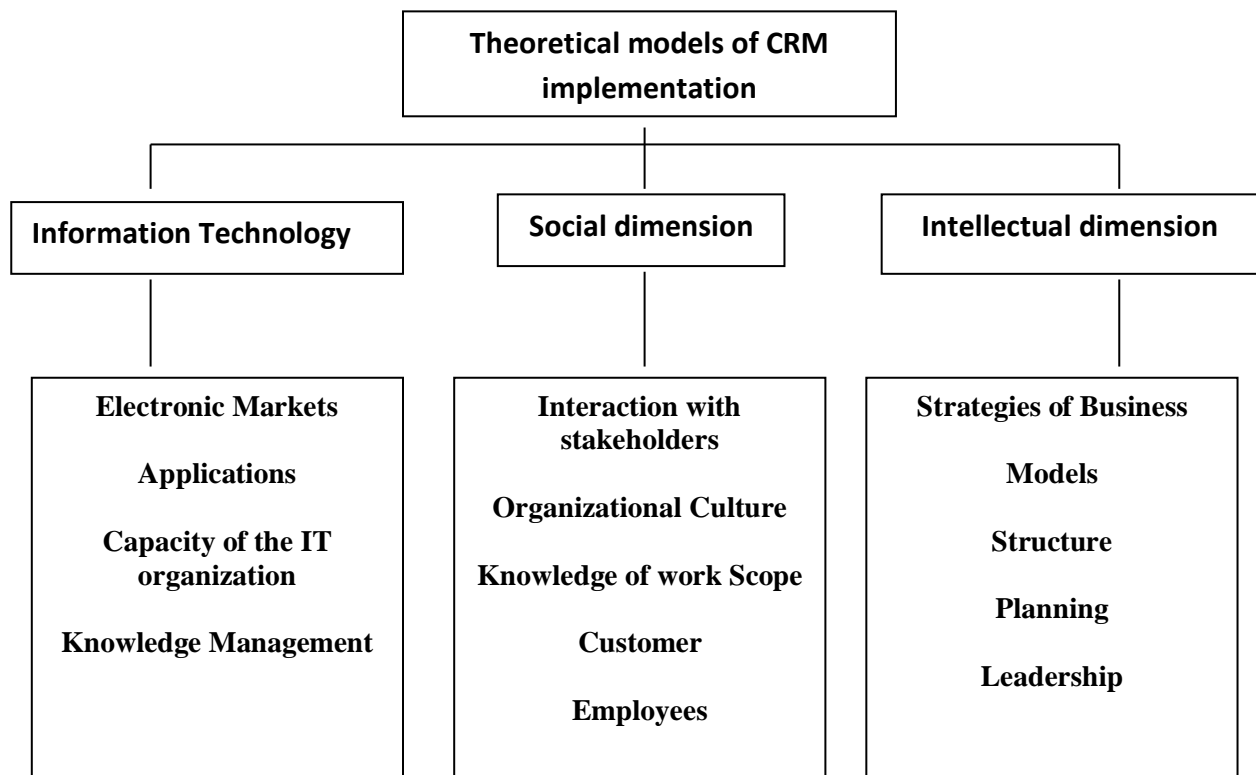 Theoretical models of CRM
implementation
Information Technology
Social dimension
Intellectual dimension
Electronic Markets
Applications
Capacity of the IT
organization
Knowledge Management
Interaction with
stakeholders
Organizational Culture
Knowledge of work Scope
Customer
Employees
Strategies of Business
Models
Structure
Planning
Leadership